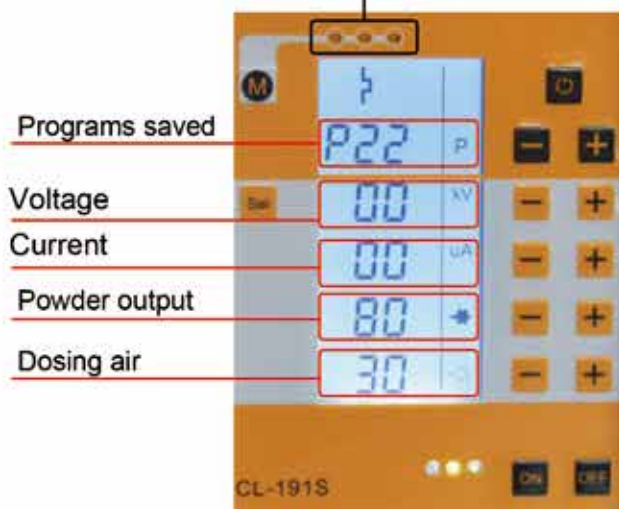 M
Programs saved P22 P
Voltage Sel 00 kV
Current 00 uA
Powder output 80
Dosing air 30
CL-191S ON OFF